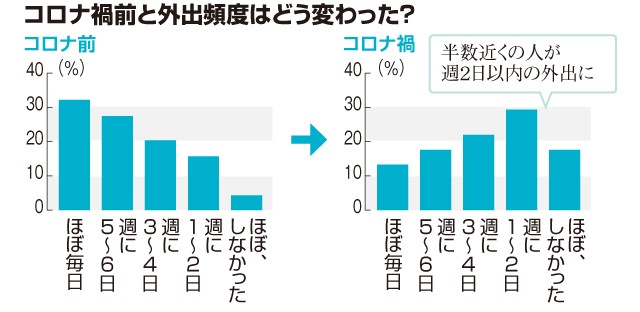 コロナ禍前と外出頻度はどう変わった？
コロナ前
40
(%)
30
20
10
0
ほぼ毎日
週に
5～6日
週に
3～4日
週に
1～2日
ほぼ、
しなかった
コロナ禍
半数近くの人が
週2日以内の外出に
40
(%)
30
20
10
0
ほぼ毎日
週に
5～6日
週に
3～4日
週に
1～2日
ほぼ、
しなかった